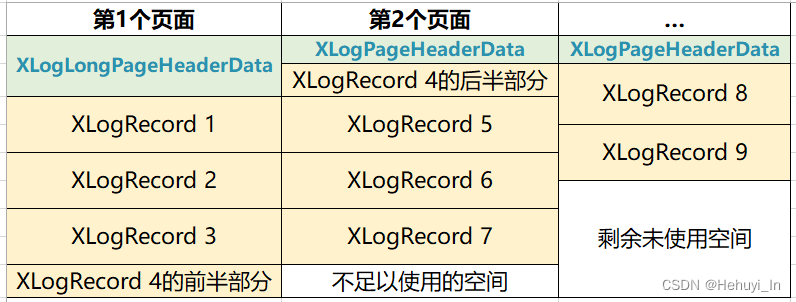 第1个页面
第2个页面
...
XLogLongPageHeaderData
XLogPageHeaderData
XLogPageHeaderData
XLogRecord 4的后半部分
XLogRecord 8
XLogRecord 1
XLogRecord 5
XLogRecord 9
XLogRecord 2
XLogRecord 6
XLogRecord 3
XLogRecord 7
剩余未使用空间
XLogRecord 4的前半部分
不足以使用的空间
CSDN @Hehuyi_In